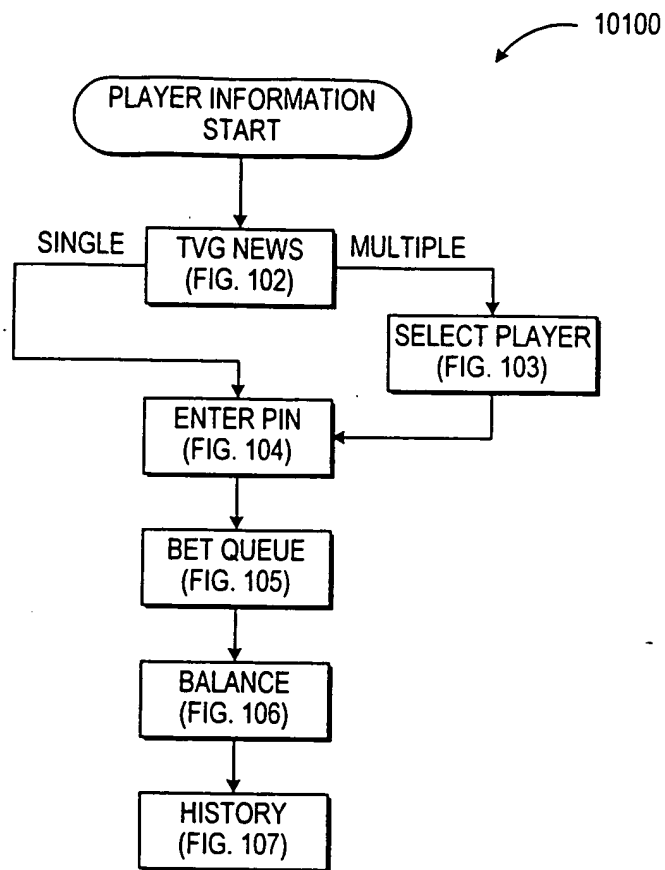 10100
PLAYER INFORMATION
START
SINGLE
TVG NEWS
(FIG. 102)
MULTIPLE
SELECT PLAYER
(FIG. 103)
ENTER PIN
(FIG. 104)
BET QUEUE
(FIG. 105)
BALANCE
(FIG. 106)
HISTORY
(FIG. 107)